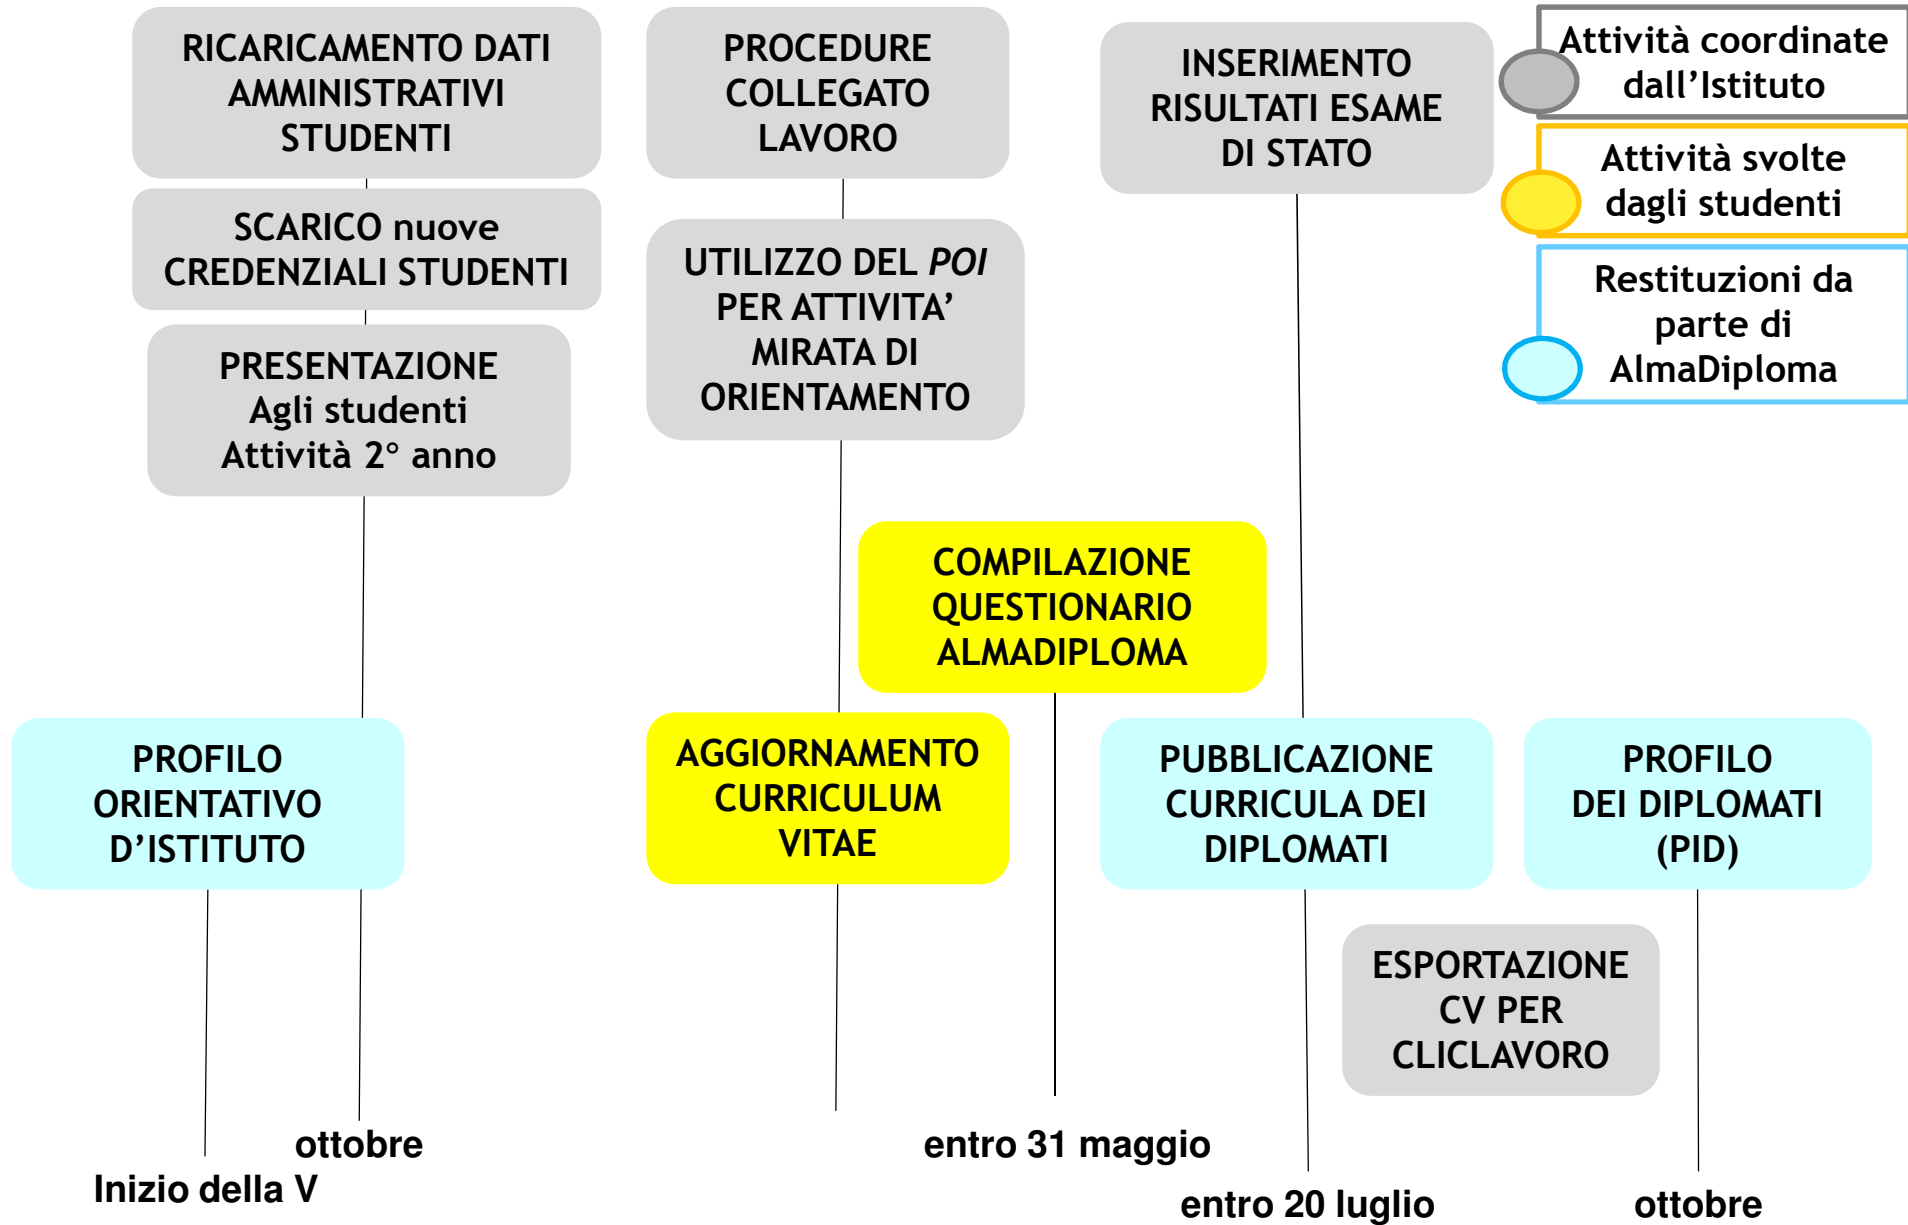 RICARICAMENTO DATI
AMMINISTRATIVI
STUDENTI
SCARICO nuove
CREDENZIALI STUDENTI
PRESENTAZIONE
Agli studenti
Attività 2° anno
PROCEDURE
COLLEGATO
LAVORO
UTILIZZO DEL POI
PER ATTIVITA’
MIRATA DI
ORIENTAMENTO
INSERIMENTO
RISULTATI ESAME
DI STATO
Attività coordinate
dall’Istituto
Attività svolte
dagli studenti
Restituzioni da
parte di
AlmaDiploma
COMPILAZIONE
QUESTIONARIO
ALMADIPLOMA
PROFILO
ORIENTATIVO
D’ISTITUTO
AGGIORNAMENTO
CURRICULUM
VITAE
PUBBLICAZIONE
CURRICULA DEI
DIPLOMATI
PROFILO
DEI DIPLOMATI
(PID)
ESPORTAZIONE
CV PER
CLICLAVORO
ottobre
Inizio della V
entro 31 maggio
entro 20 luglio
ottobre